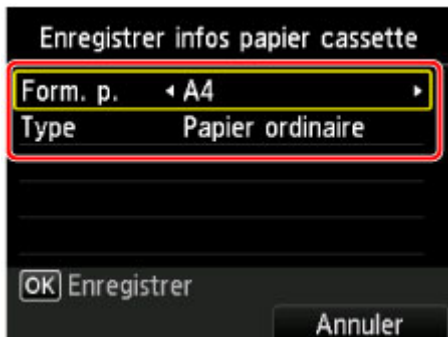 Enregistrer infos papier cassette
Form. p. A4
Type Papier ordinaire
OK Enregistrer
Annuler